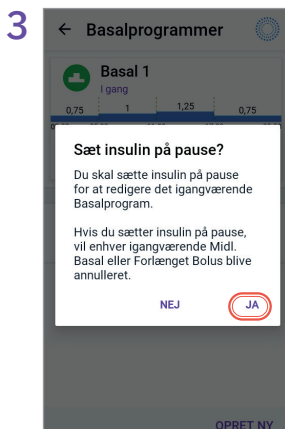 3
Basalprogrammer
Basal 1
I gang
0,75 1 1,25 0,75
Sæt insulin på pause?
Du skal sætte insulin på pause
for at redigere det igangværende
Basalprogram.
Hvis du sætter insulin på pause,
vil enhver igangværende Midl.
Basal eller Forlænget Bolus blive
annulleret.
NEJ JA
OPRET NY